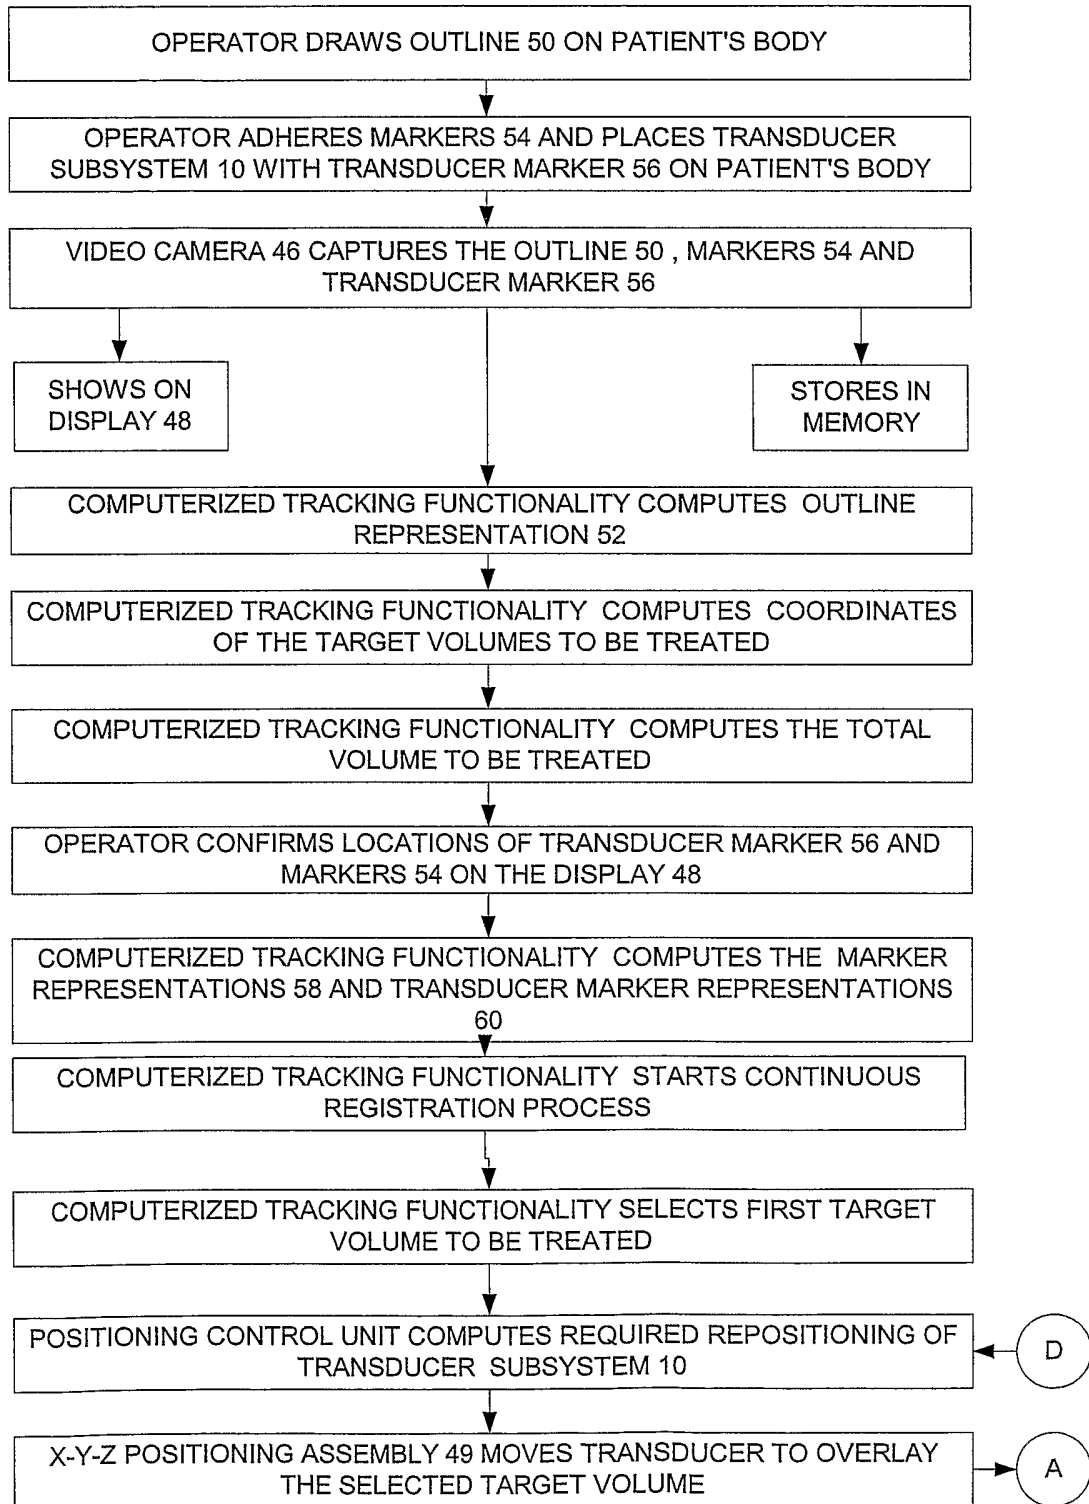 OPERATOR DRAWS OUTLINE 50 ON PATIENT'S BODY
OPERATOR ADHERES MARKERS 54 AND PLACES TRANSDUCER
SUBSYSTEM 10 WITH TRANSDUCER MARKER 56 ON PATIENT'S BODY
VIDEO CAMERA 46 CAPTURES THE OUTLINE 50 , MARKERS 54 AND
TRANSDUCER MARKER 56
SHOWS ON
DISPLAY 48
STORES IN
MEMORY
COMPUTERIZED TRACKING FUNCTIONALITY COMPUTES OUTLINE
REPRESENTATION 52
COMPUTERIZED TRACKING FUNCTIONALITY COMPUTES COORDINATES
OF THE TARGET VOLUMES TO BE TREATED
COMPUTERIZED TRACKING FUNCTIONALITY COMPUTES THE TOTAL
VOLUME TO BE TREATED
OPERATOR CONFIRMS LOCATIONS OF TRANSDUCER MARKER 56 AND
MARKERS 54 ON THE DISPLAY 48
COMPUTERIZED TRACKING FUNCTIONALITY COMPUTES THE MARKER
REPRESENTATIONS 58 AND TRANSDUCER MARKER REPRESENTATIONS
60
COMPUTERIZED TRACKING FUNCTIONALITY STARTS CONTINUOUS
REGISTRATION PROCESS
COMPUTERIZED TRACKING FUNCTIONALITY SELECTS FIRST TARGET
VOLUME TO BE TREATED
POSITIONING CONTROL UNIT COMPUTES REQUIRED REPOSITIONING OF
TRANSDUCER SUBSYSTEM 10
D
X-Y-Z POSITIONING ASSEMBLY 49 MOVES TRANSDUCER TO OVERLAY
THE SELECTED TARGET VOLUME
A